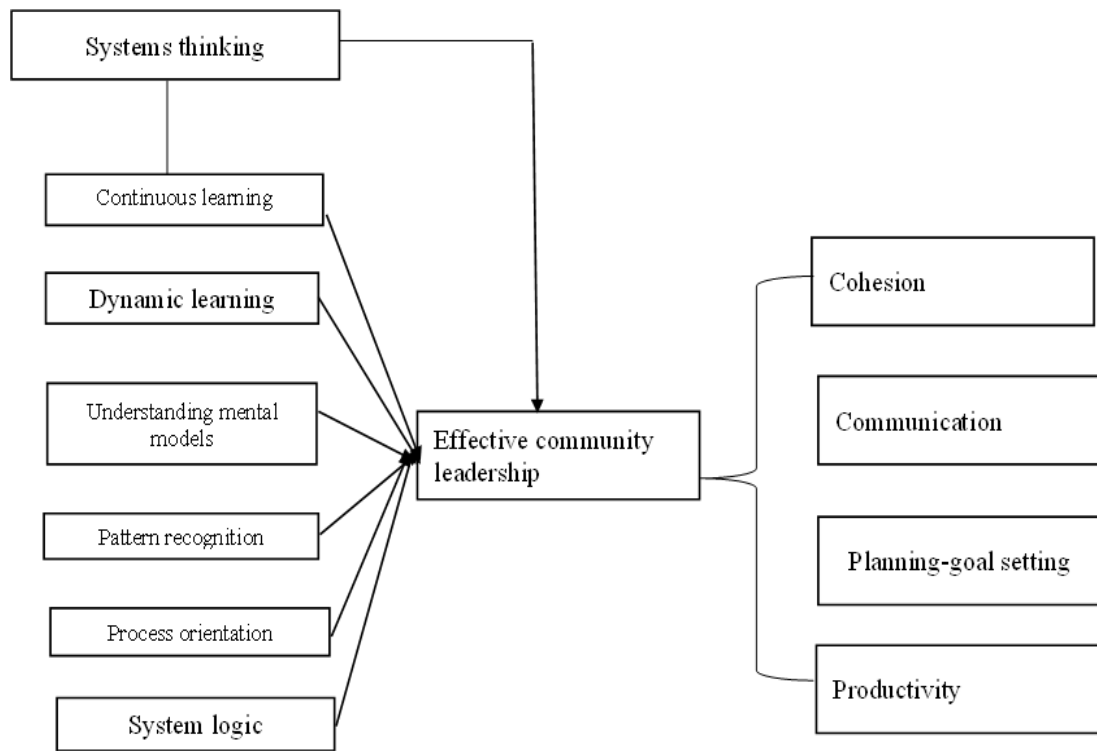 Systems thinking
Continuous learning
Dynamic learning
Understanding mental
models
Pattern recognition
Process orientation
System logic
Effective community
leadership
Cohesion
Communication
Planning-goal setting
Productivity